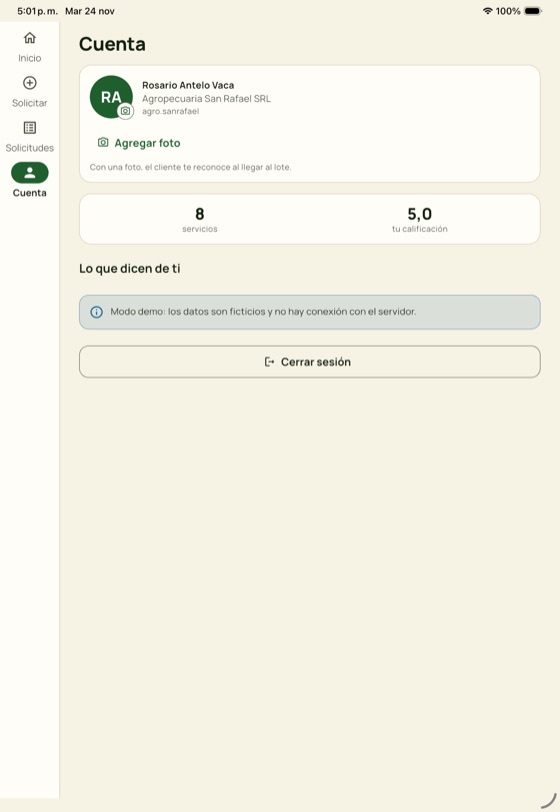 5:01 p. m.  Mar 24 nov
100%
Inicio
Solicitar
Solicitudes
Cuenta
Cuenta
RA
Rosario Antelo Vaca
Agropecuaria San Rafael SRL
agro.sanrafael
Agregar foto
Con una foto, el cliente te reconoce al llegar al lote.
8
servicios
5,0
tu calificación
Lo que dicen de ti
Modo demo: los datos son ficticios y no hay conexión con el servidor.
Cerrar sesión